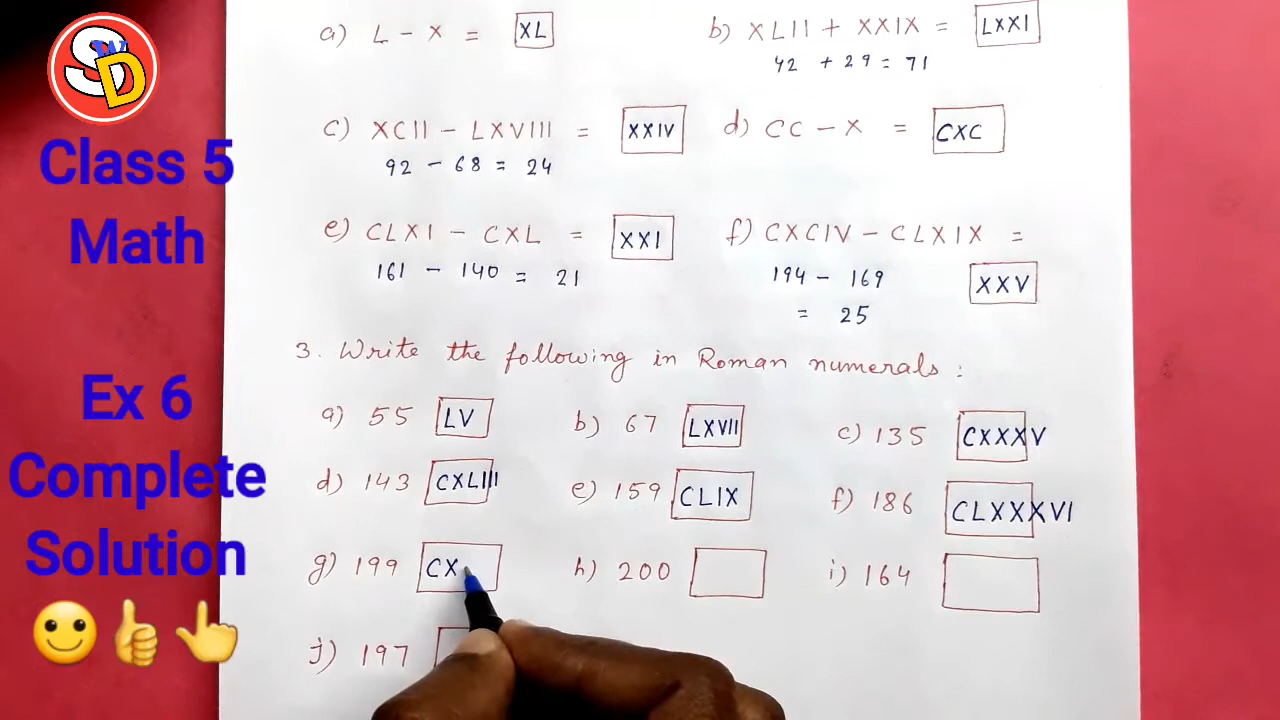 SWD
Class 5
Math
Ex 6
Complete
Solution
a) L - X = XL
b) XLII + XXIX = LXXI
42 + 29 = 71
c) XCII - LXVIII = XXIV
92 - 68 = 24
d) CC - X = CXC
e) CLXI - CXL = XXI
161 - 140 = 21
f) CXCIV - CLXIX =
194 - 169
XXV
= 25
3. Write the following in Roman numerals :
a) 55 LV
b) 67 LXVII
c) 135 CXXXV
d) 143 CXLIII
e) 159 CLIX
f) 186 CLXXXVI
g) 199 CX
h) 200
i) 164
j) 197